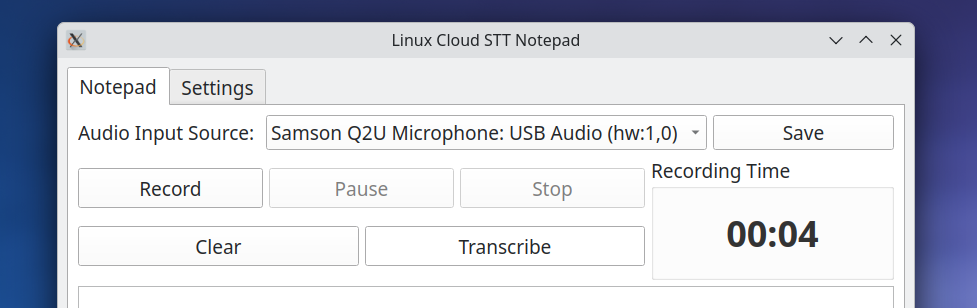 Linux Cloud STT Notepad
Notepad Settings
Audio Input Source: Samson Q2U Microphone: USB Audio (hw:1,0) Save
Recording Time
Record Pause Stop
00:04
Clear Transcribe